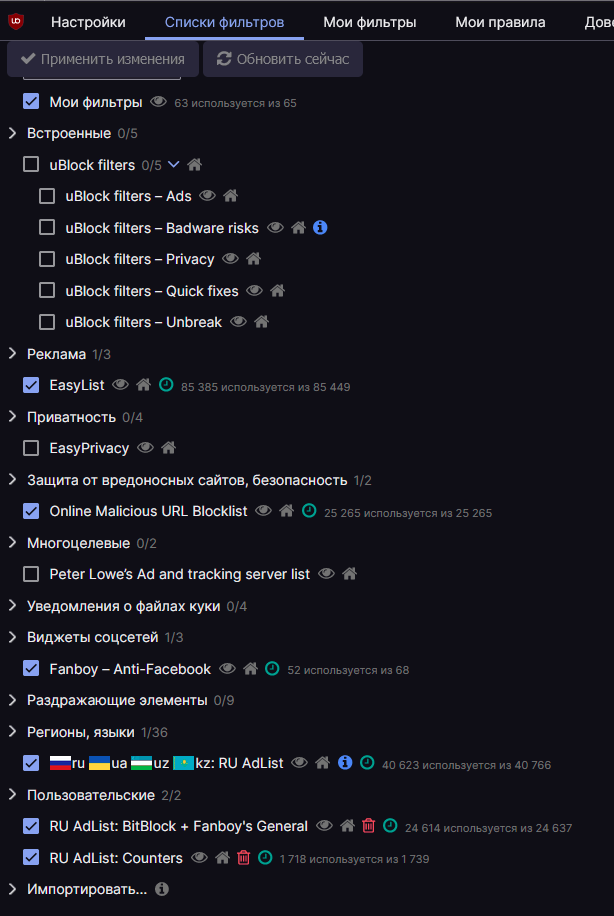 Настройки Списки фильтров Мои фильтры Мои правила Дове
Применить изменения Обновить сейчас
Мои фильтры 63 используется из 65
Встроенные 0/5
uBlock filters 0/5
uBlock filters – Ads
uBlock filters – Badware risks
uBlock filters – Privacy
uBlock filters – Quick fixes
uBlock filters – Unbreak
Реклама 1/3
EasyList 85 385 используется из 85 449
Приватность 0/4
EasyPrivacy
Защита от вредоносных сайтов, безопасность 1/2
Online Malicious URL Blocklist 25 265 используется из 25 265
Многоцелевые 0/2
Peter Lowe’s Ad and tracking server list
Уведомления о файлах куки 0/4
Виджеты соцсетей 1/3
Fanboy – Anti-Facebook 52 используется из 68
Раздражающие элементы 0/9
Регионы, языки 1/36
ru ua uz kz: RU AdList 40 623 используется из 40 766
Пользовательские 2/2
RU AdList: BitBlock + Fanboy's General 24 614 используется из 24 637
RU AdList: Counters 1 718 используется из 1 739
Импортировать...